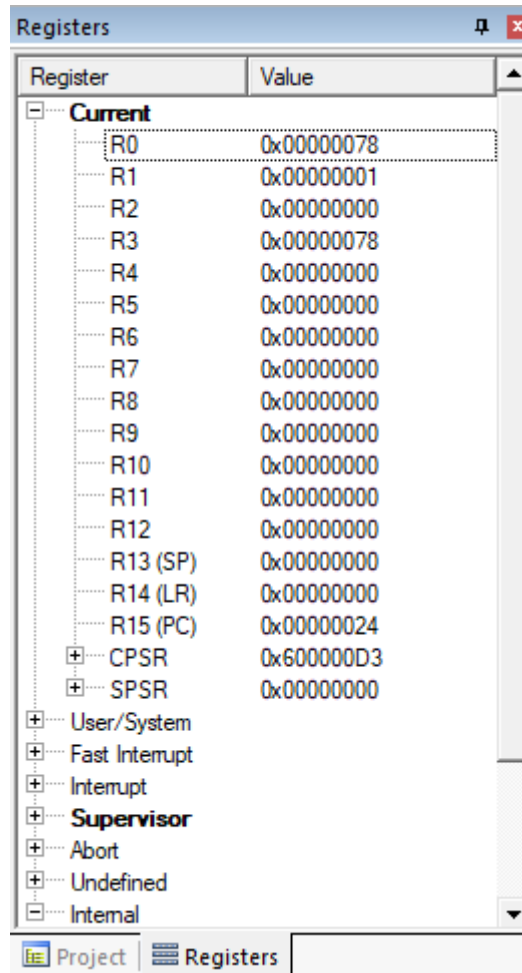 Registers
Register Value
Current
R0 0x00000078
R1 0x00000001
R2 0x00000000
R3 0x00000078
R4 0x00000000
R5 0x00000000
R6 0x00000000
R7 0x00000000
R8 0x00000000
R9 0x00000000
R10 0x00000000
R11 0x00000000
R12 0x00000000
R13 (SP) 0x00000000
R14 (LR) 0x00000000
R15 (PC) 0x00000024
CPSR 0x600000D3
SPSR 0x00000000
User/System
Fast Interrupt
Interrupt
Supervisor
Abort
Undefined
Internal
Project Registers